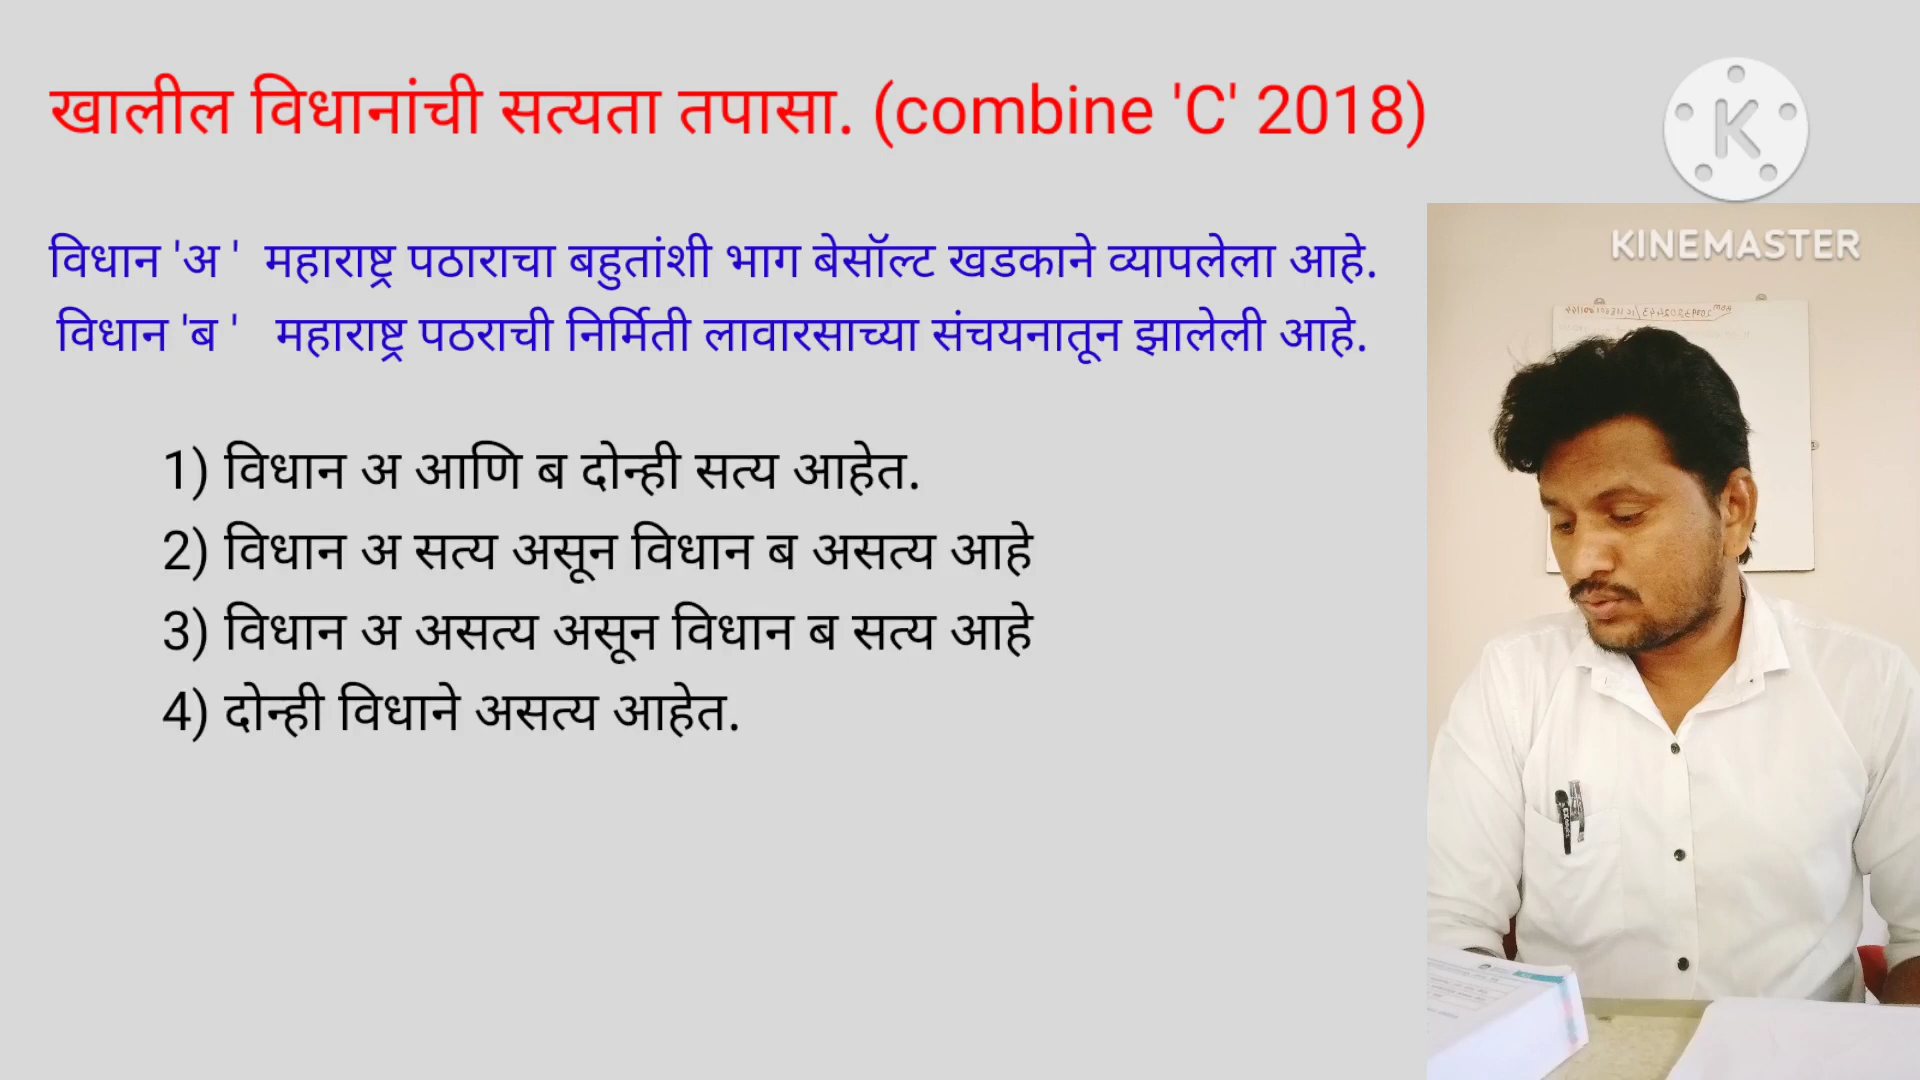 खालील विधानांची सत्यता तपासा. (combine 'C' 2018)
विधान 'अ '  महाराष्ट्र पठाराचा बहुतांशी भाग बेसॉल्ट खडकाने व्यापलेला आहे.
विधान 'ब '   महाराष्ट्र पठराची निर्मिती लावारसाच्या संचयनातून झालेली आहे.
1) विधान अ आणि ब दोन्ही सत्य आहेत.
2) विधान अ सत्य असून विधान ब असत्य आहे
3) विधान अ असत्य असून विधान ब सत्य आहे
4) दोन्ही विधाने असत्य आहेत.
K
KINEMASTER